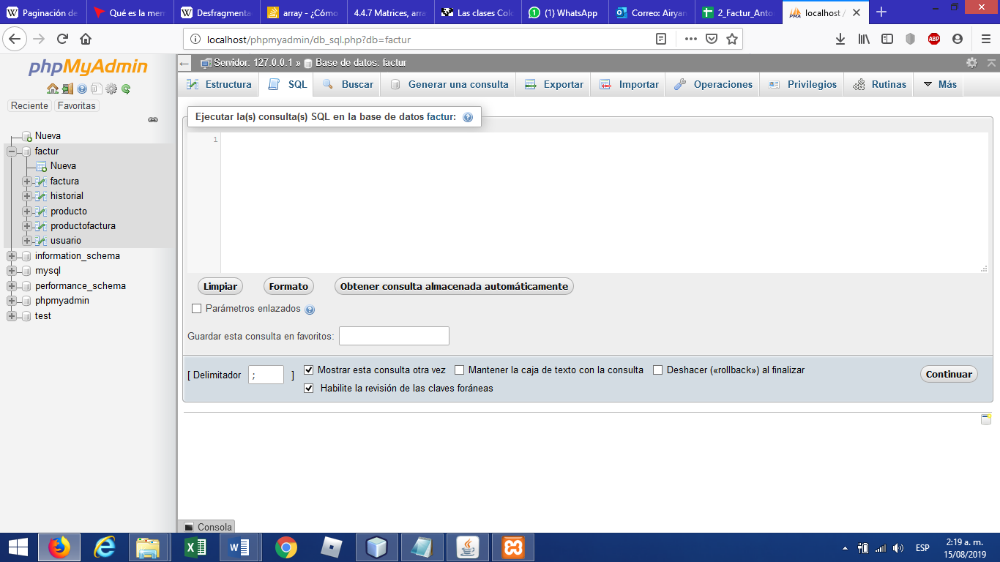 Paginación de
Qué es la mem
Desfragmenta
array - ¿Cómo
4.4.7 Matrices, arra
Las clases Colo
(1) WhatsApp
Correo: Airyan
2_Factur_Anto
localhost /
localhost/phpmyadmin/db_sql.php?db=factur
ABP
phpMyAdmin
Reciente
Favoritas
Nueva
factur
Nueva
factura
historial
producto
productofactura
usuario
information_schema
mysql
performance_schema
phpmyadmin
test
Servidor: 127.0.0.1 » Base de datos: factur
Estructura
SQL
Buscar
Generar una consulta
Exportar
Importar
Operaciones
Privilegios
Rutinas
Más
Ejecutar la(s) consulta(s) SQL en la base de datos factur:
1
Limpiar
Formato
Obtener consulta almacenada automáticamente
Parámetros enlazados
Guardar esta consulta en favoritos:
[ Delimitador ; ]
Mostrar esta consulta otra vez
Mantener la caja de texto con la consulta
Deshacer («rollback») al finalizar
Habilite la revisión de las claves foráneas
Continuar
Consola
ESP
2:19 a. m.
15/08/2019